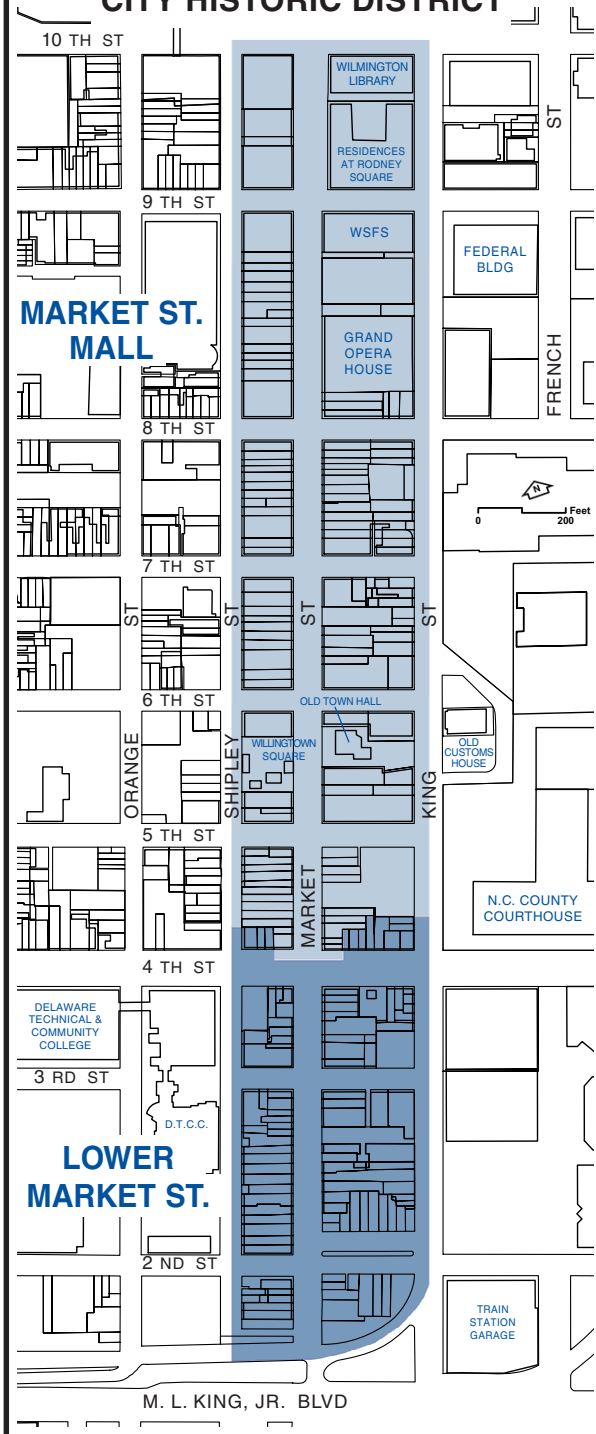 CITY HISTORIC DISTRICT
10 TH ST
WILMINGTON
LIBRARY
ST
RESIDENCES
AT RODNEY
SQUARE
9 TH ST
WSFS
FEDERAL
BLDG
MARKET ST.
MALL
GRAND
OPERA
HOUSE
FRENCH
8 TH ST
N
0 200 Feet
7 TH ST
ST
ST
ST
ST
6 TH ST
OLD TOWN HALL
WILLINGTOWN
SQUARE
OLD
CUSTOMS
HOUSE
ORANGE
SHIPLEY
KING
5 TH ST
MARKET
N.C. COUNTY
COURTHOUSE
4 TH ST
DELAWARE
TECHNICAL &
COMMUNITY
COLLEGE
3 RD ST
D.T.C.C.
LOWER
MARKET ST.
2 ND ST
TRAIN
STATION
GARAGE
M. L. KING, JR. BLVD